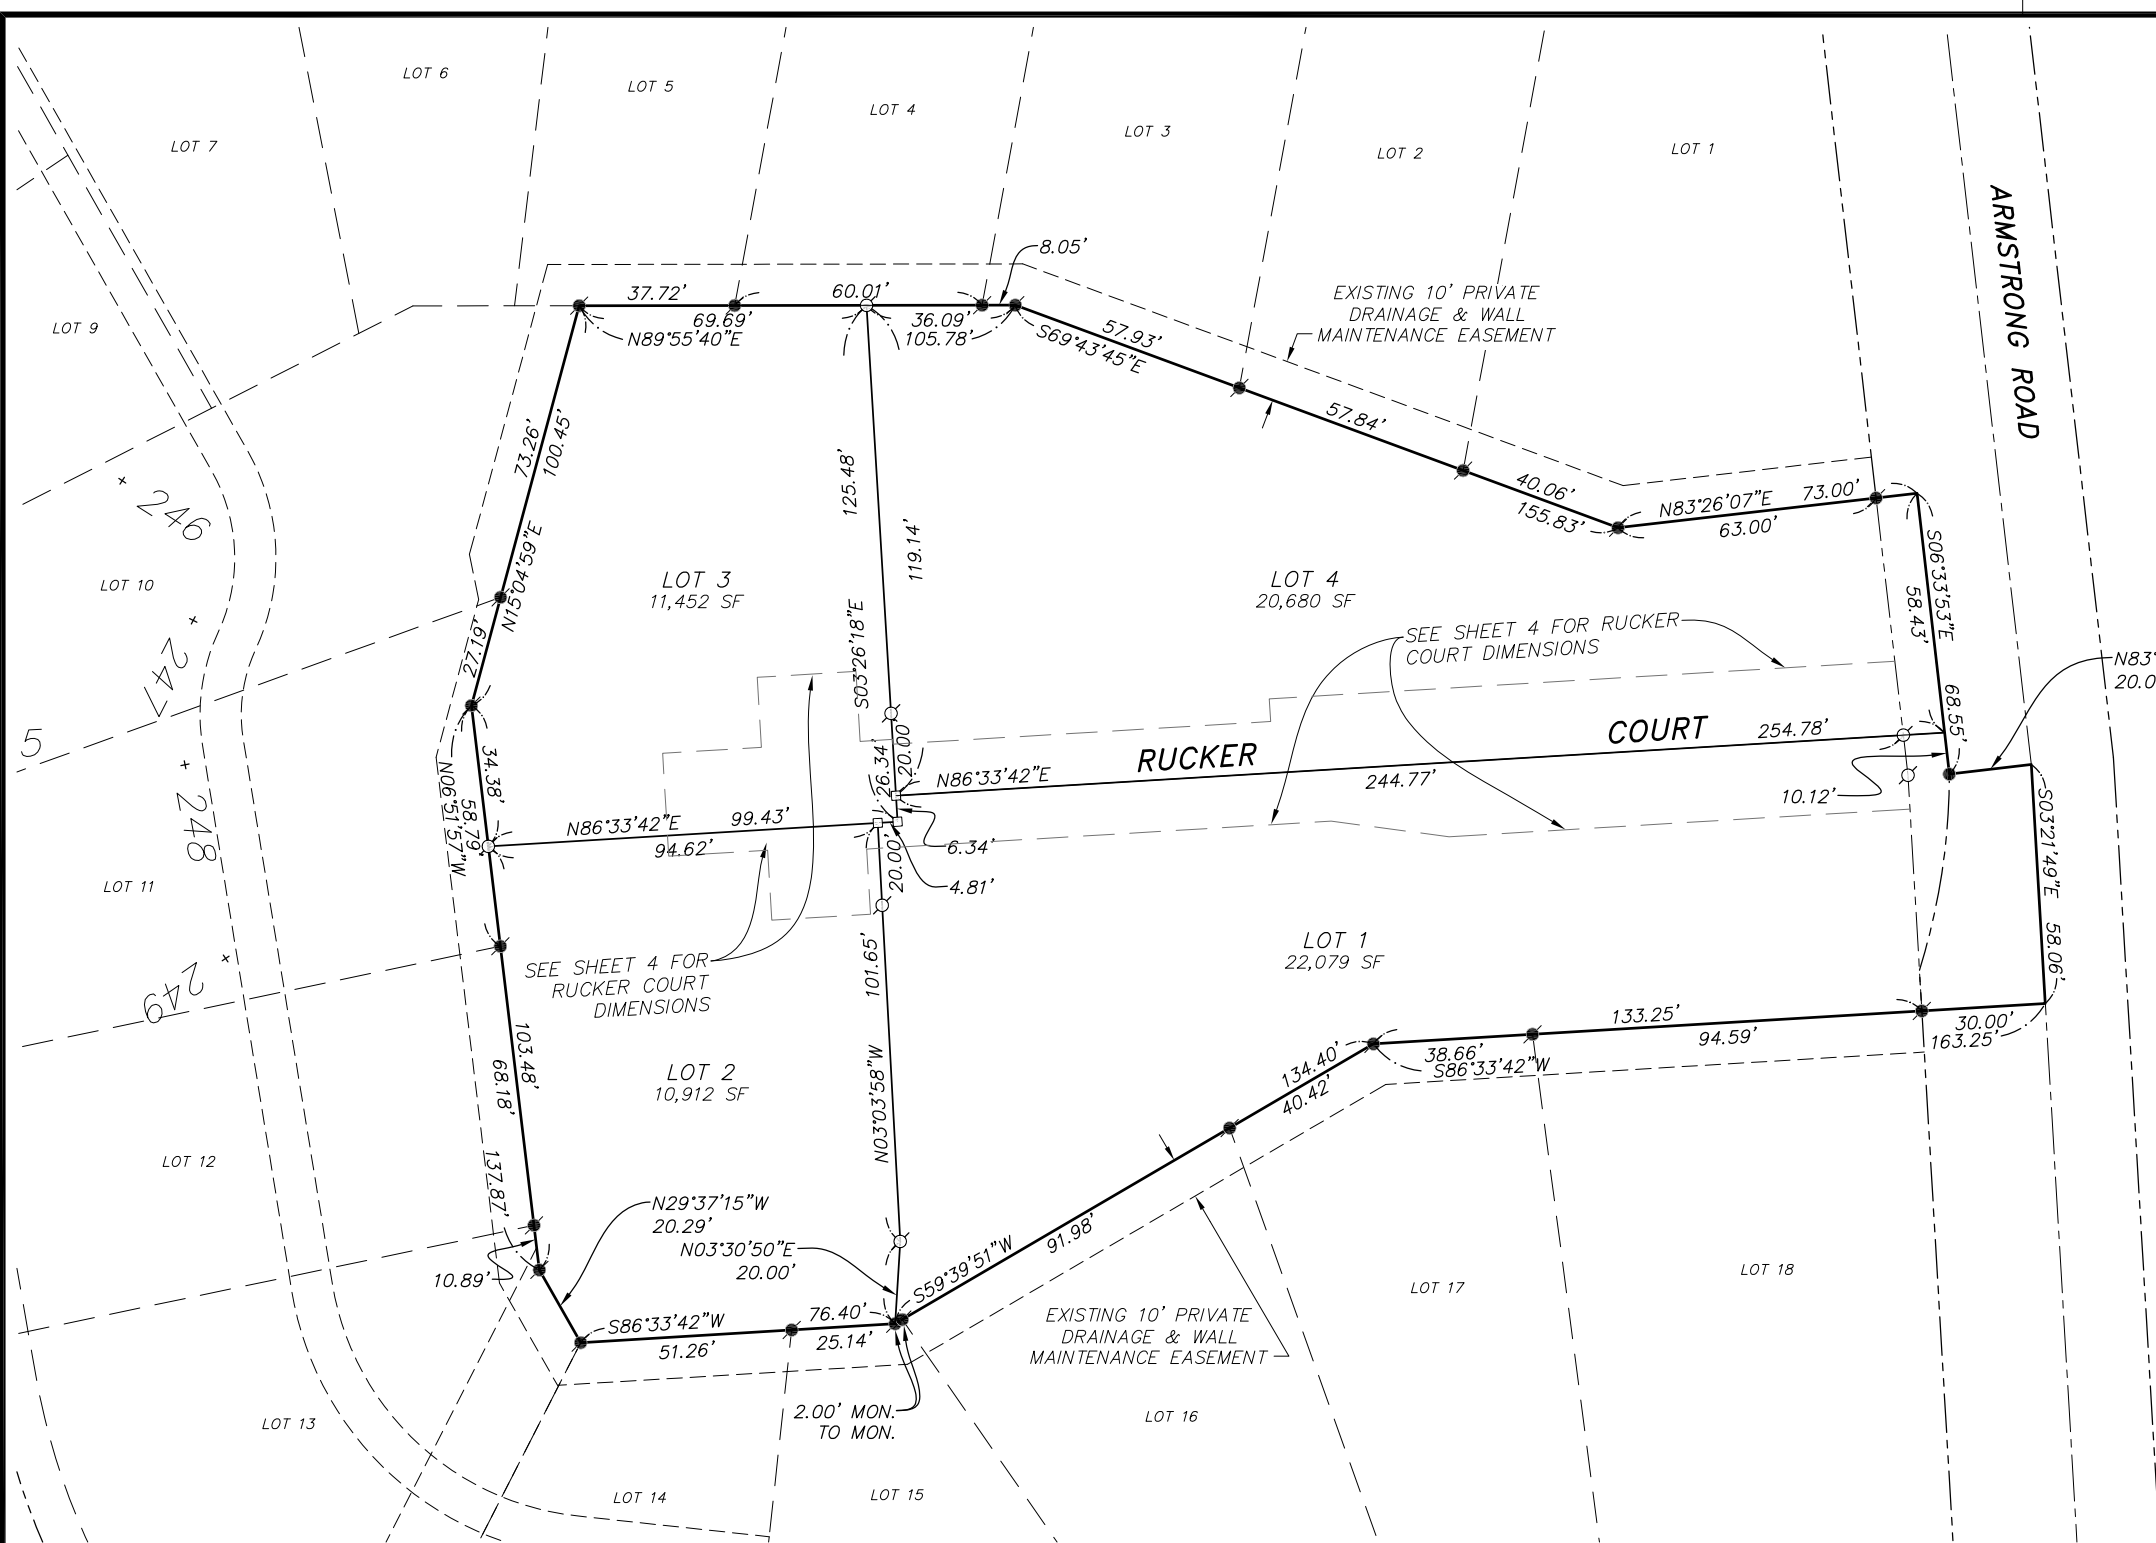 LOT 6
LOT 5
LOT 4
LOT 3
LOT 2
LOT 1
LOT 7
ARMSTRONG ROAD
8.05'
37.72'
60.01'
69.69'
36.09'
N89°55'40"E
105.78'
57.93'
S69°43'45"E
EXISTING 10' PRIVATE
DRAINAGE & WALL
MAINTENANCE EASEMENT
LOT 9
57.84'
73.26'
100.45'
125.48'
119.14'
40.06'
155.83'
N83°26'07"E
73.00'
63.00'
246
N15°04'59"E
S06°33'53"E
58.43'
68.55'
LOT 10
LOT 3
11,452 SF
LOT 4
20,680 SF
27.19'
S03°26'18"E
SEE SHEET 4 FOR RUCKER
COURT DIMENSIONS
N83°
20.0
247
5
RUCKER COURT
254.78'
N86°33'42"E
244.77'
26.34'
20.00'
34.38'
58.79'
N06°51'57"W
10.12'
248
N86°33'42"E
99.43'
94.62'
6.34'
20.00'
4.81'
S03°21'49"E
58.06'
LOT 11
249
SEE SHEET 4 FOR
RUCKER COURT
DIMENSIONS
101.65'
LOT 1
22,079 SF
103.48'
68.18'
LOT 2
10,912 SF
N03°03'58"W
133.25'
94.59'
30.00'
163.25'
38.66'
S86°33'42"W
134.40'
40.42'
LOT 12
137.87'
N29°37'15"W
20.29'
N03°30'50"E
20.00'
10.89'
S59°39'51"W
91.98'
LOT 17
LOT 18
S86°33'42"W
76.40'
51.26'
25.14'
EXISTING 10' PRIVATE
DRAINAGE & WALL
MAINTENANCE EASEMENT
2.00' MON.
TO MON.
LOT 13
LOT 16
LOT 14
LOT 15